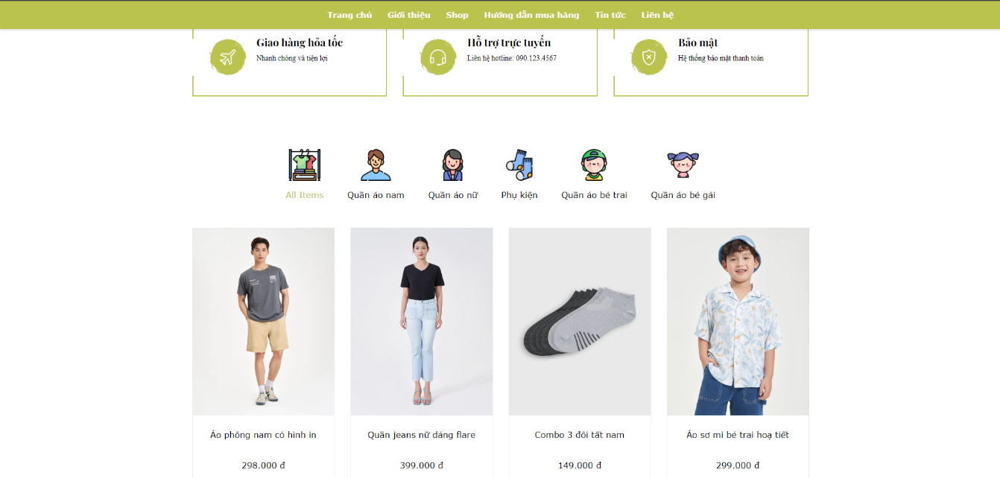 Trang chủ Giới thiệu Shop Hướng dẫn mua hàng Tin tức Liên hệ
Giao hàng hỏa tốc
Nhanh chóng và tiện lợi
Hỗ trợ trực tuyến
Liên hệ hotline: 090.123.4567
Bảo mật
Hệ thống bảo mật thanh toán
All Items Quần áo nam Quần áo nữ Phụ kiện Quần áo bé trai Quần áo bé gái
Áo phông nam có hình in Quần jeans nữ dáng flare Combo 3 đôi tất nam Áo sơ mi bé trai hoạ tiết
298.000 đ 399.000 đ 149.000 đ 299.000 đ